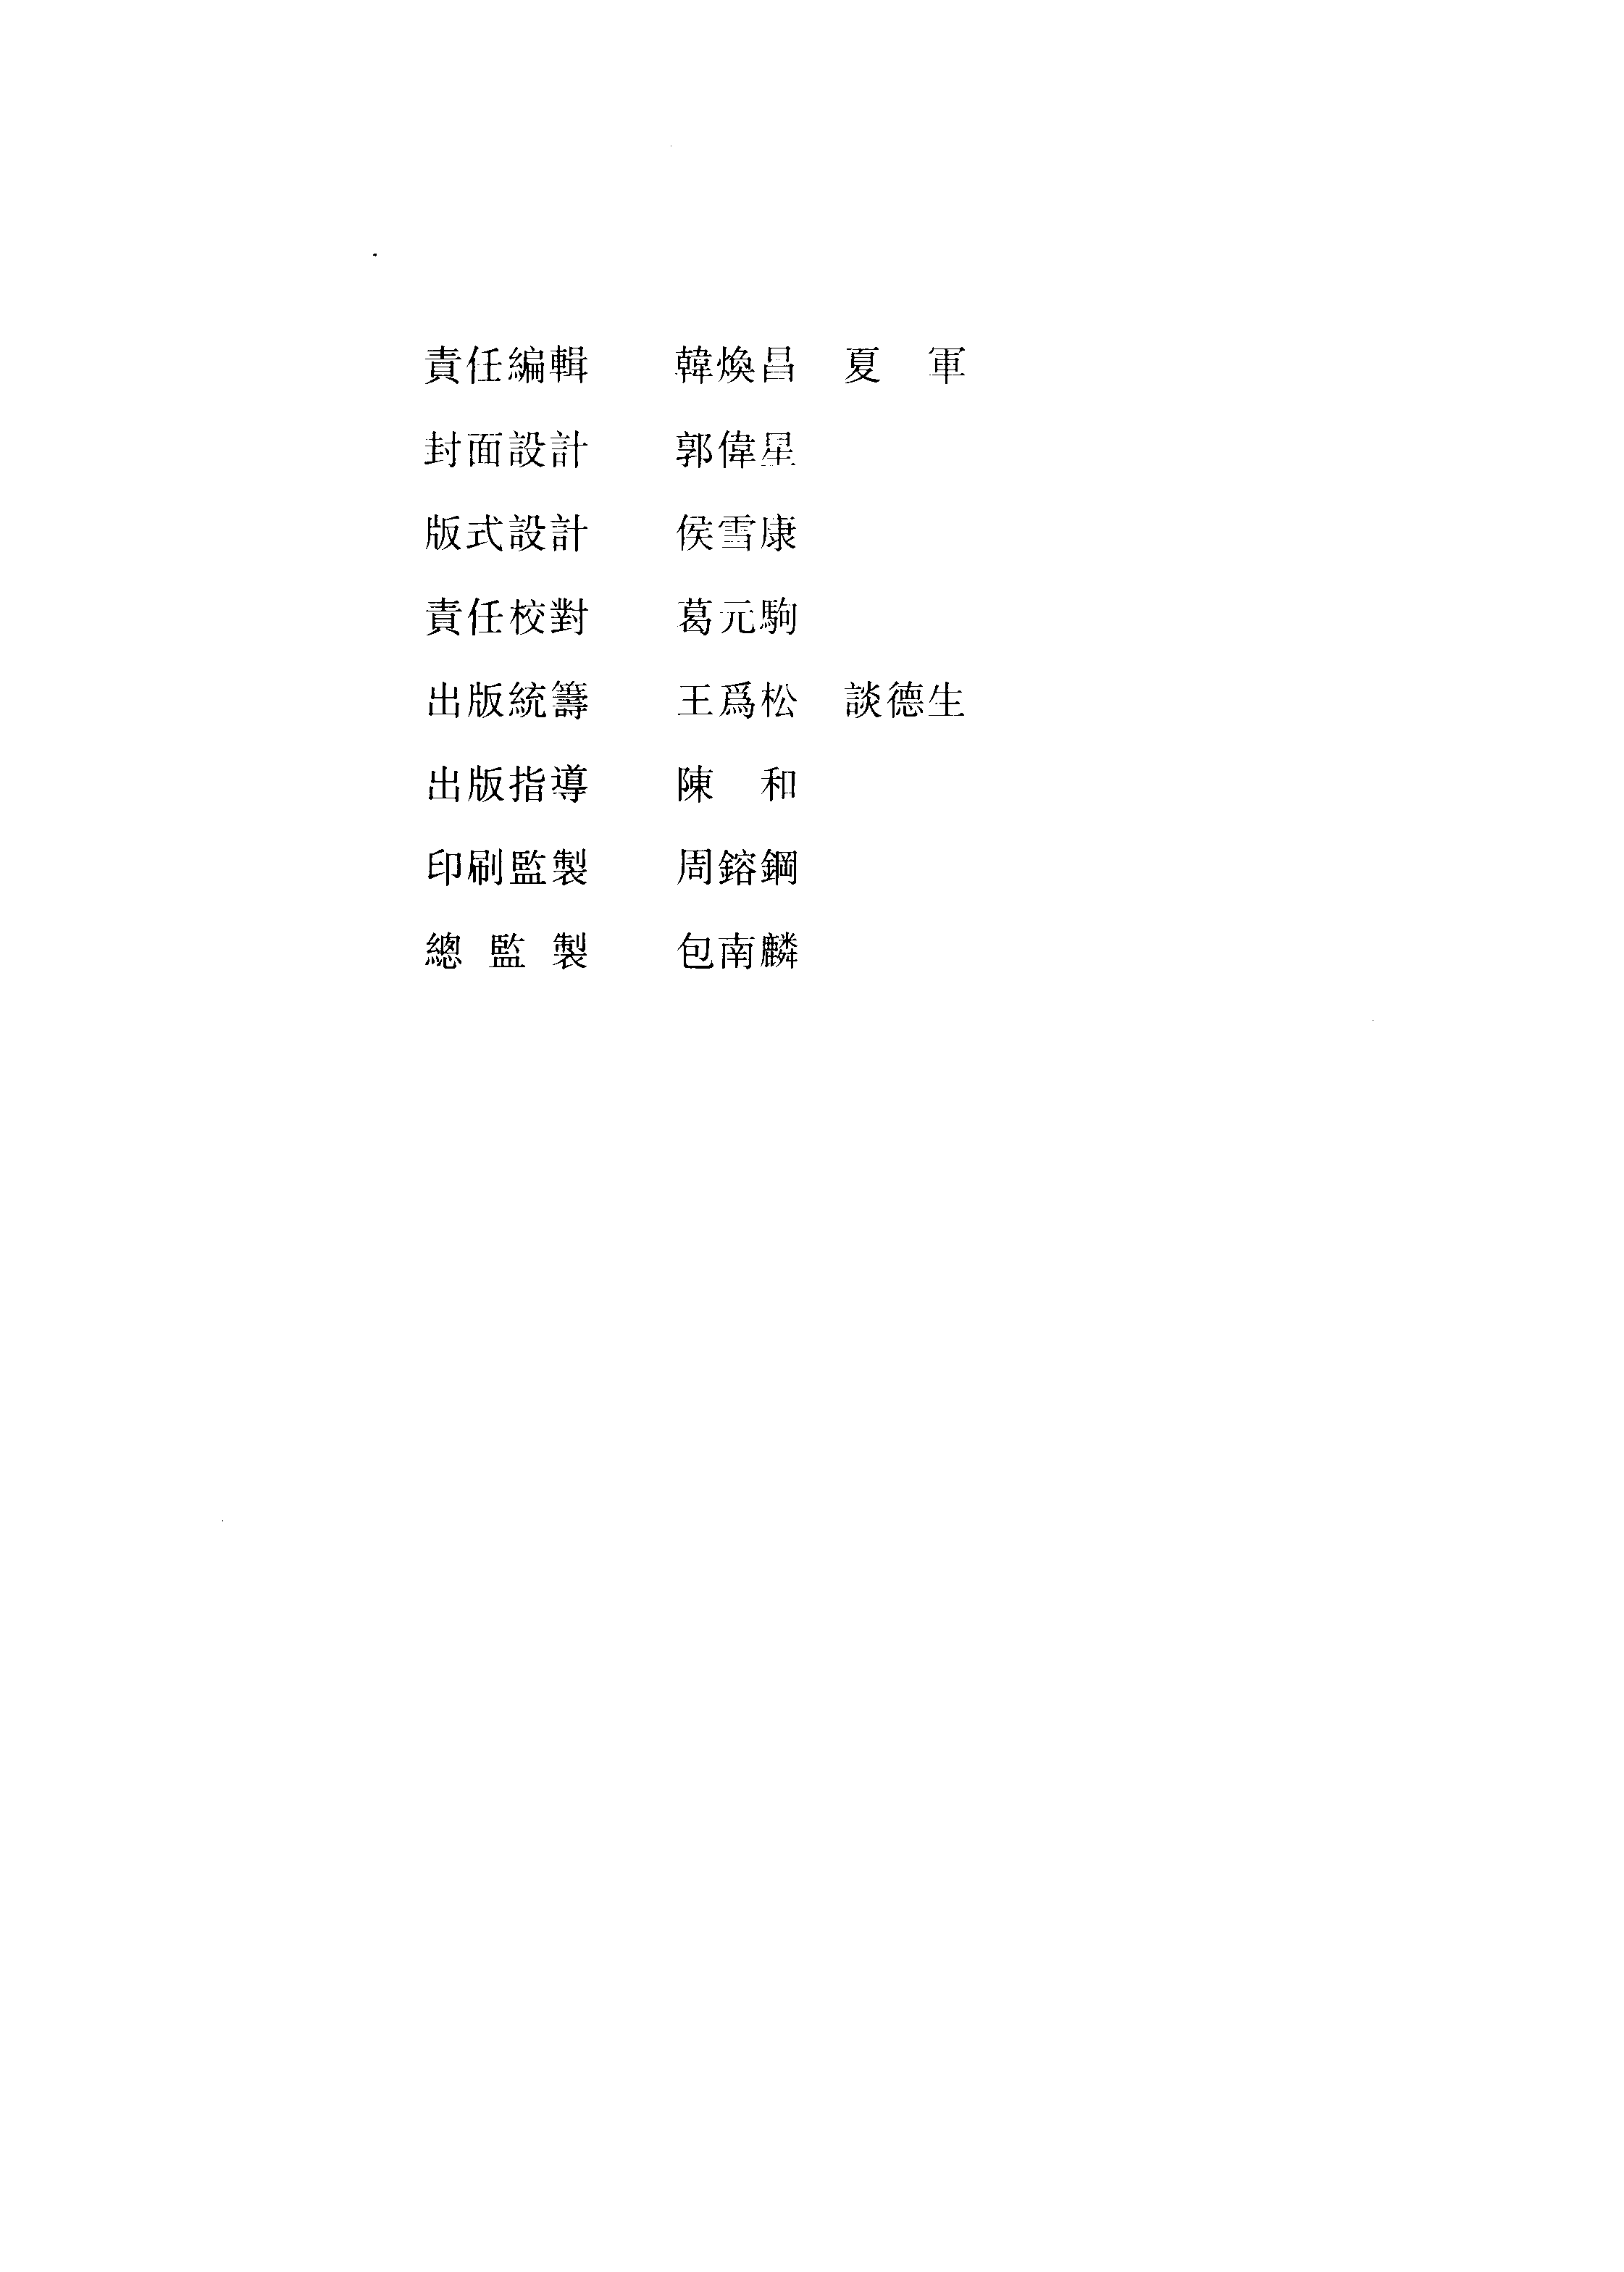 責任編輯　　韓煥昌　夏　軍
封面設計　　郭偉星
版式設計　　侯雪康
責任校對　　葛元駒
出版統籌　　王爲松　談德生
出版指導　　陳　和
印刷監製　　周鎔鋼
總 監 製　　包南麟